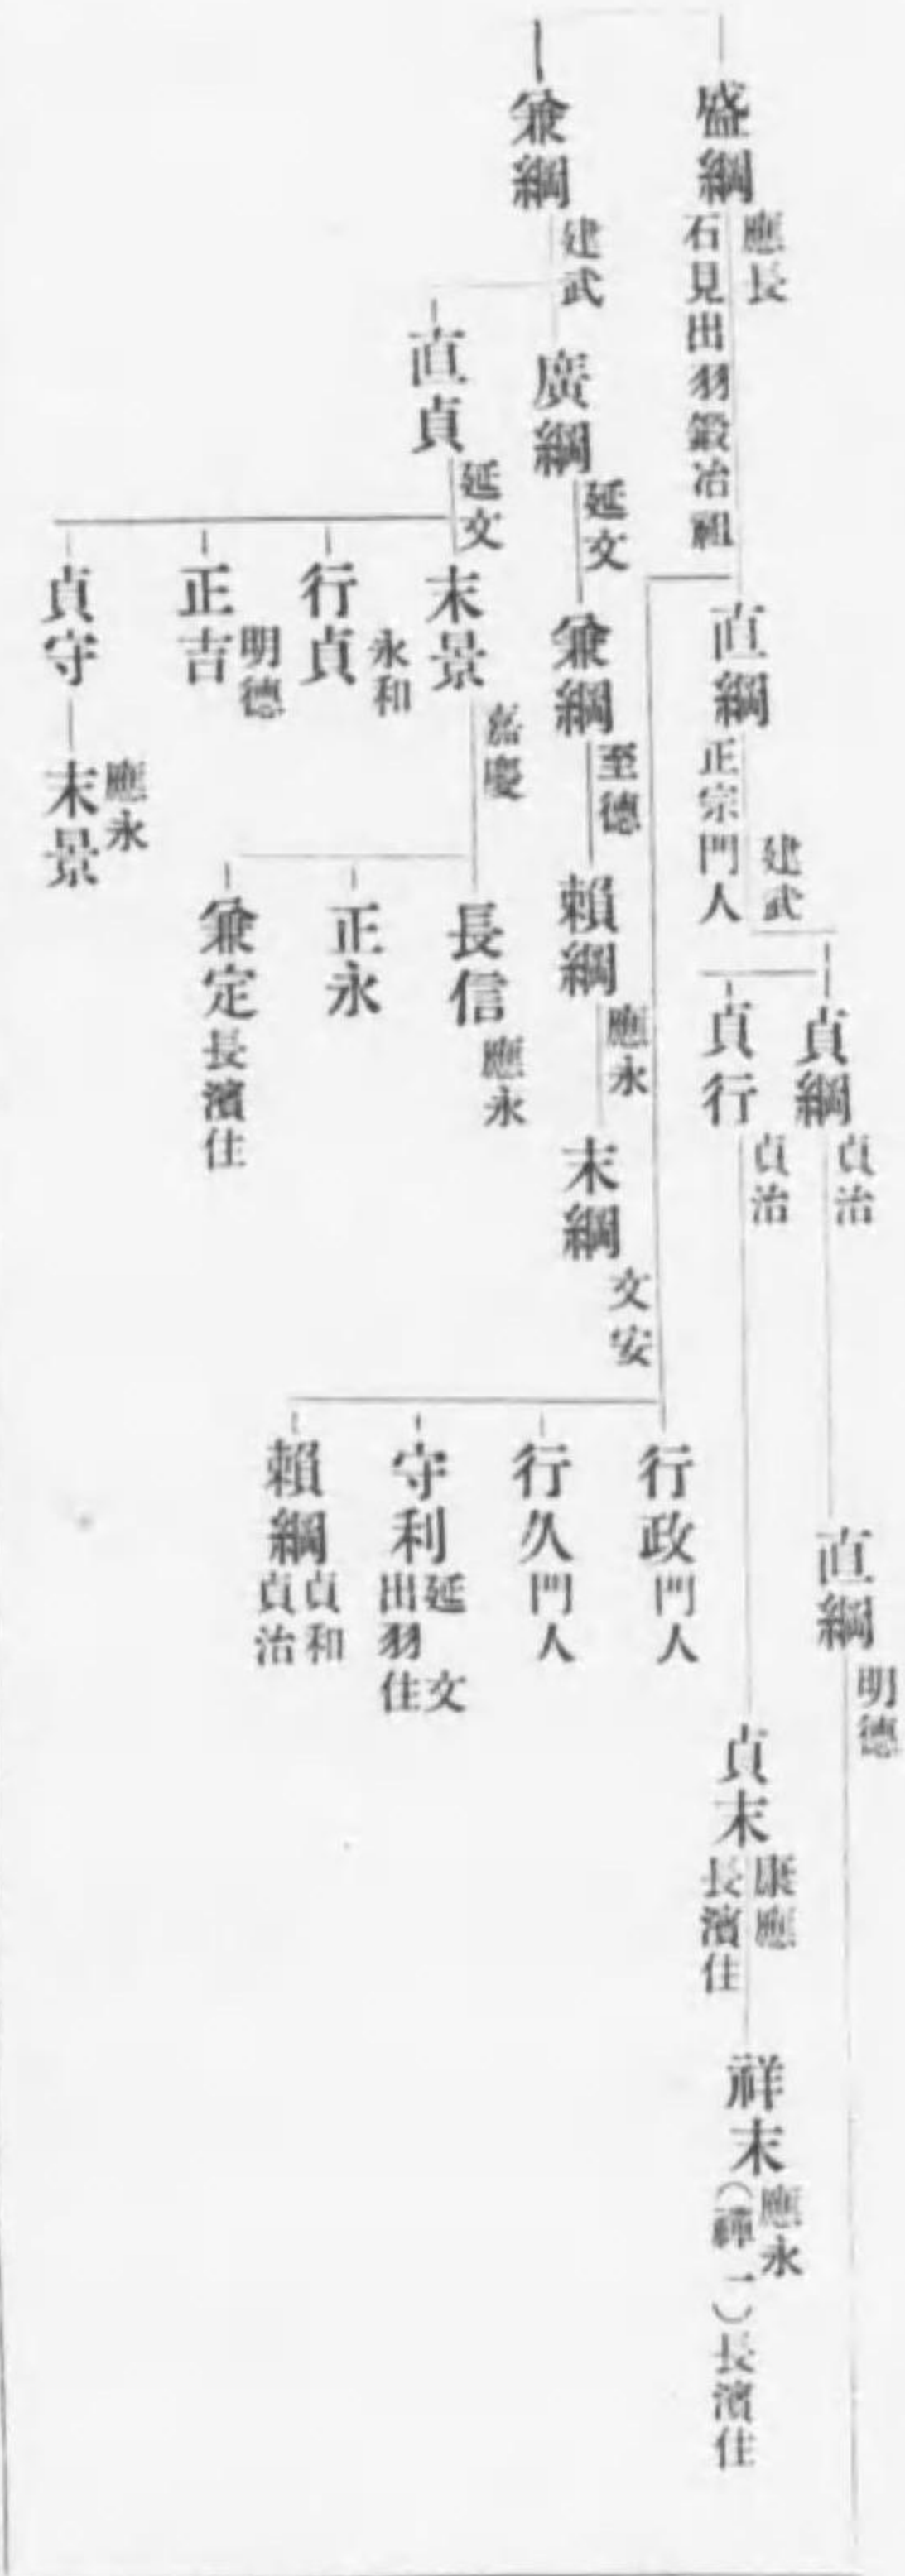 盛綱
應長
石見出羽鍛冶祖
直綱
建武
正宗門人
貞綱
貞治
直綱
明德
貞行
貞治
貞末
康應
長濱住
祥末
應永
(禪一)長濱住
行政門人
行久門人
守利
延文
出羽住
賴綱
貞和
貞治
兼綱
建武
廣綱
延文
兼綱
至德
賴綱
應永
末綱
文安
直貞
延文
末景
嘉慶
長信
應永
正永
兼定長濱住
行貞
永和
正吉
明德
貞守
末景
應永